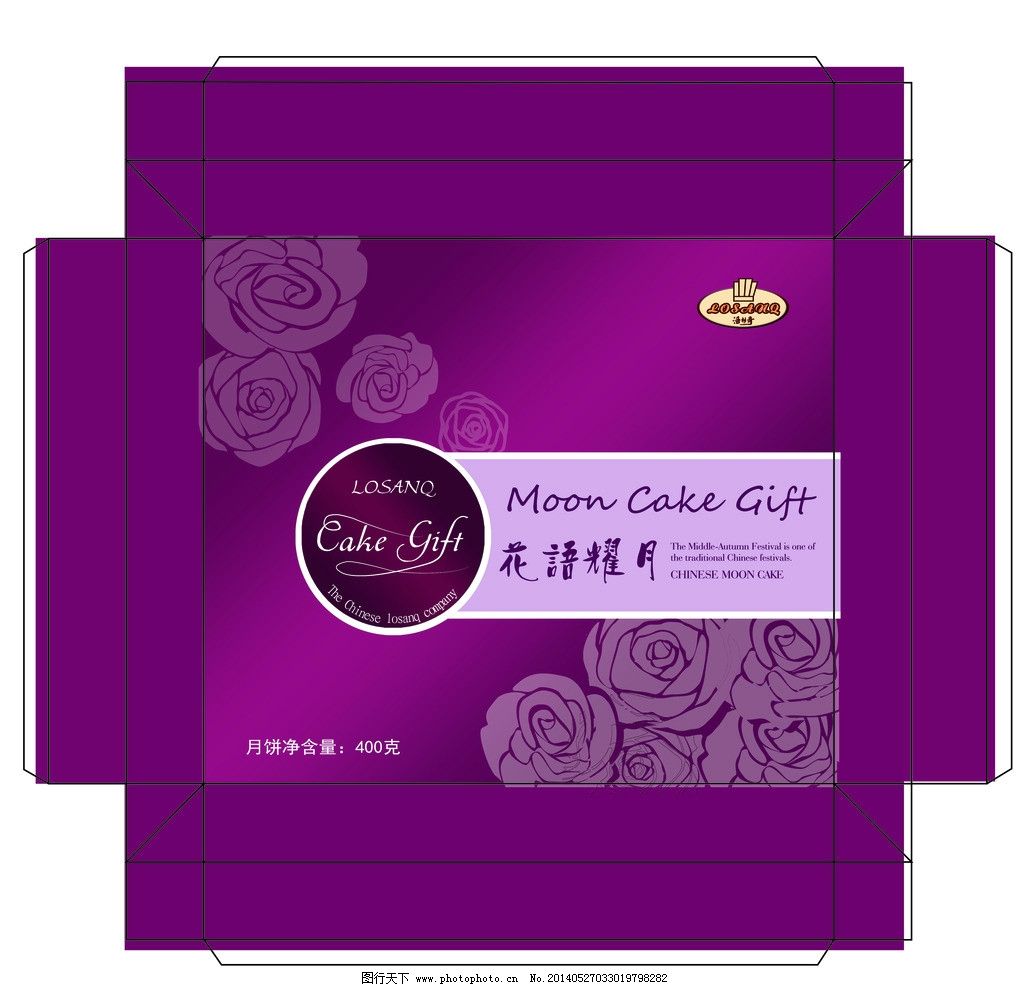 LOSANQ
LOSANQ
Cake Gift
The Chinese losanq company
Moon Cake Gift
花語耀月
The Middle-Autumn Festival is one of
the traditional Chinese festivals.
CHINESE MOON CAKE
月饼净含量：400克
图行天下 www.photophoto.cn No.20140527033019798282